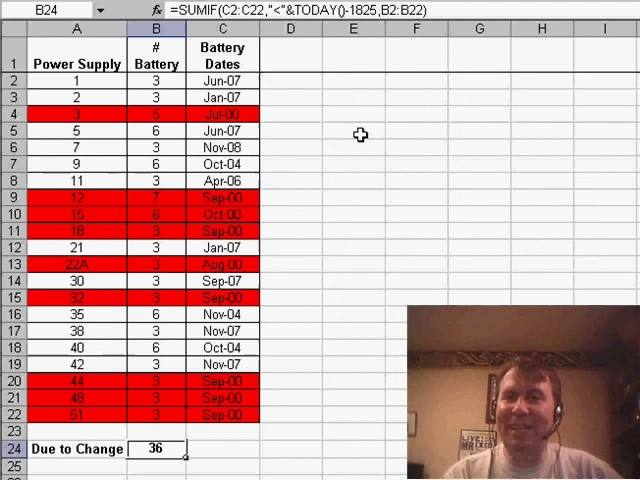 B24 fx =SUMIF(C2:C22,"<"&TODAY()-1825,B2:B22)
A B C D E F G H I
# Battery
1 Power Supply Battery Dates
2 1 3 Jun-07
3 2 3 Jan-07
4 3 5 Jul-00
5 5 6 Jun-07
6 7 3 Nov-08
7 9 6 Oct-04
8 11 3 Apr-06
9 12 7 Sep-00
10 15 6 Oct-00
11 18 3 Sep-00
12 21 3 Jan-07
13 22A 3 Aug-00
14 30 3 Sep-07
15 32 3 Sep-00
16 35 6 Nov-04
17 38 3 Nov-07
18 40 6 Oct-04
19 42 3 Nov-07
20 44 3 Sep-00
21 48 3 Sep-00
22 51 3 Sep-00
23
24 Due to Change 36
25